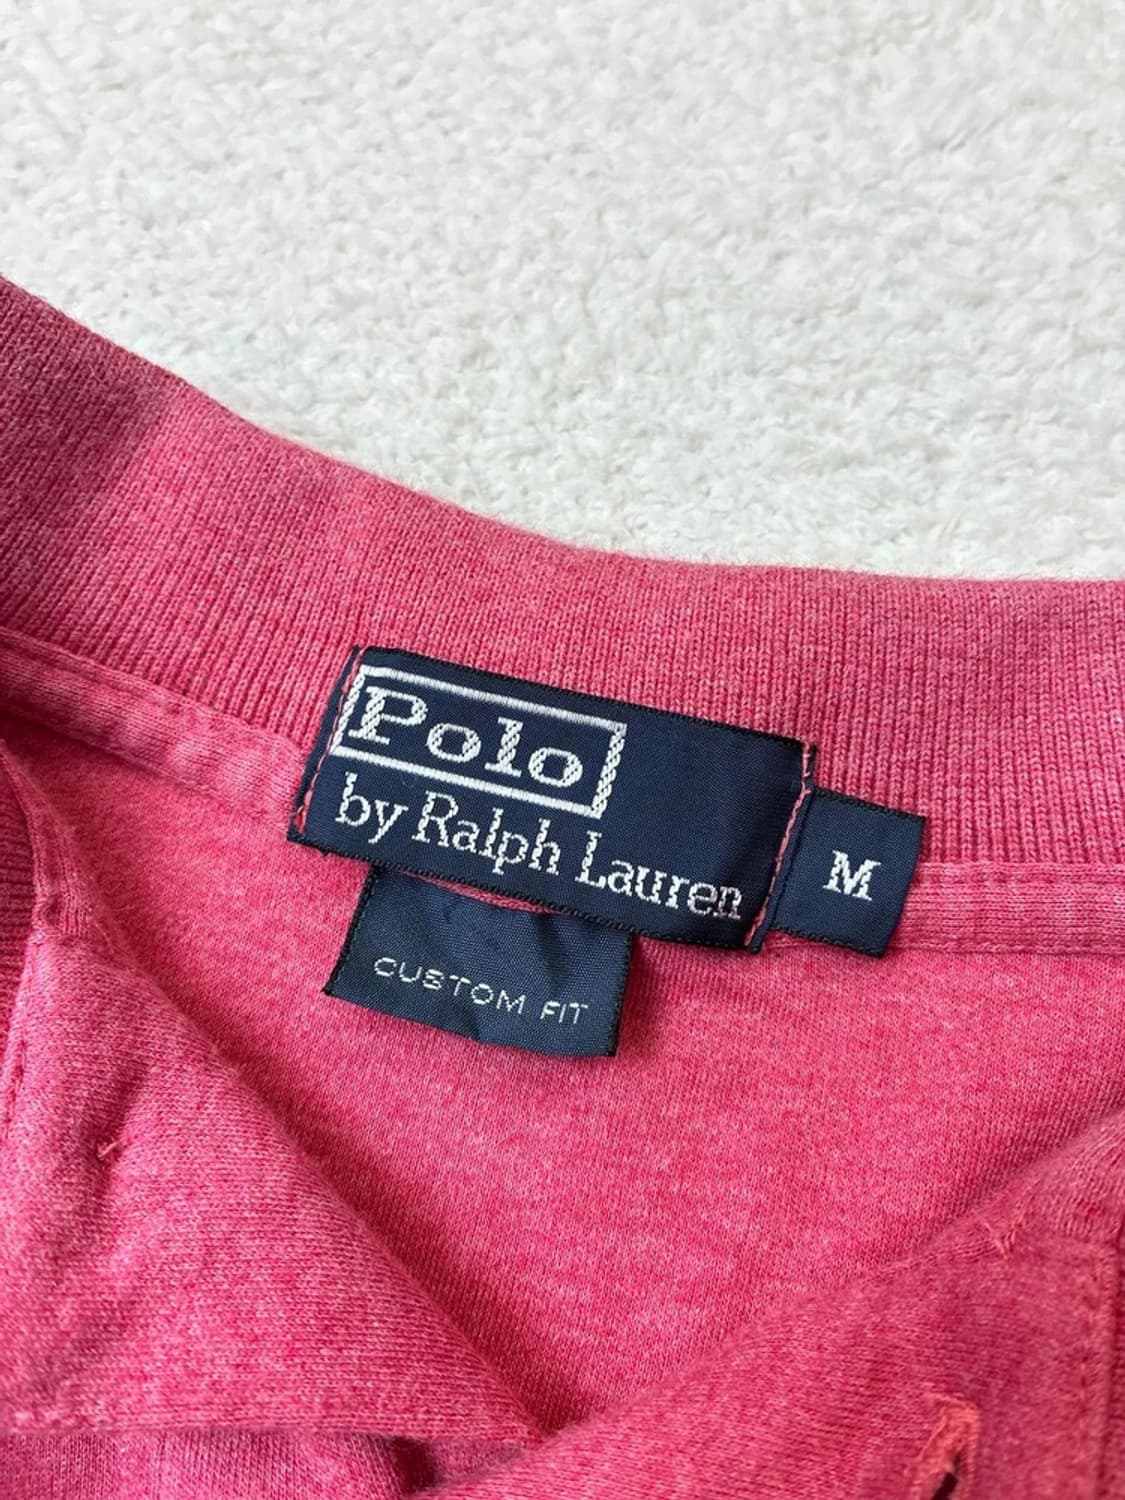 Polo
by Ralph Lauren
M
CUSTOM FIT